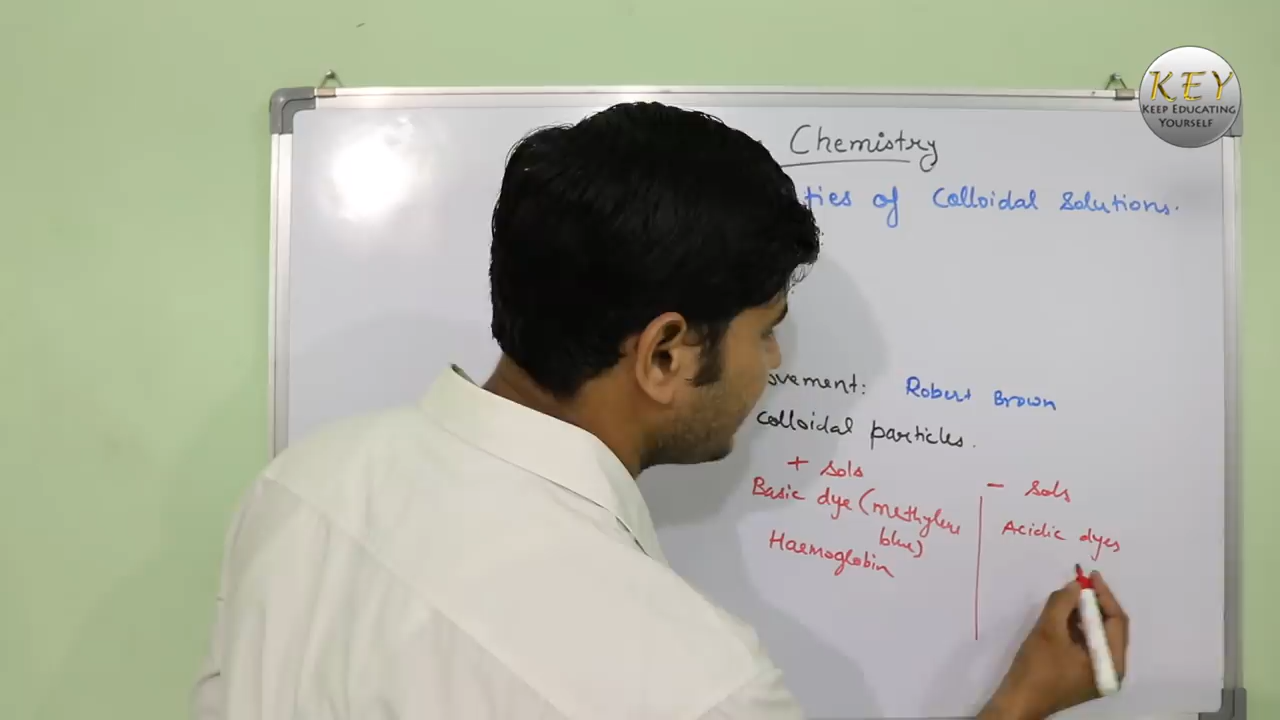 KEY
KEEP EDUCATING
YOURSELF
Chemistry
ties of Colloidal Solutions.
ovement: Robert Brown
colloidal particles.
+ Sols
Basic dye (methylene
blue)
Haemoglobin
- Sols
Acidic dyes